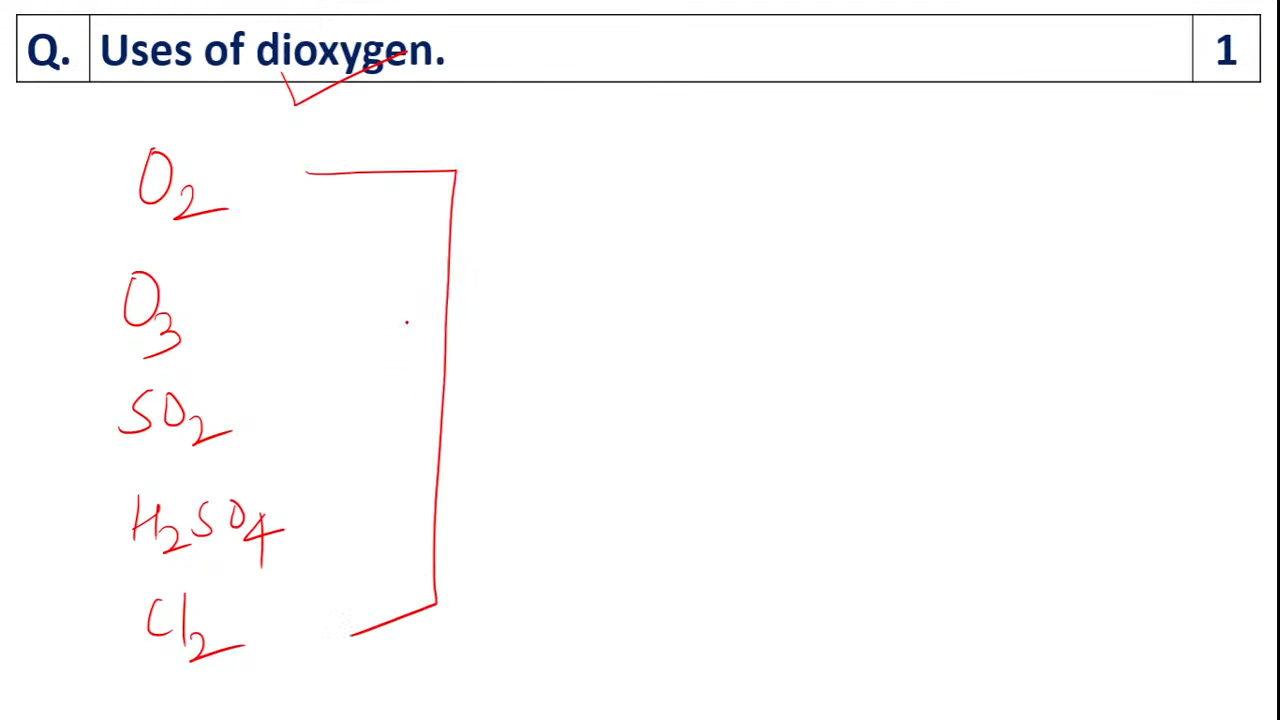 Q. Uses of dioxygen. 1
O2
O3
SO2
H2SO4
Cl2